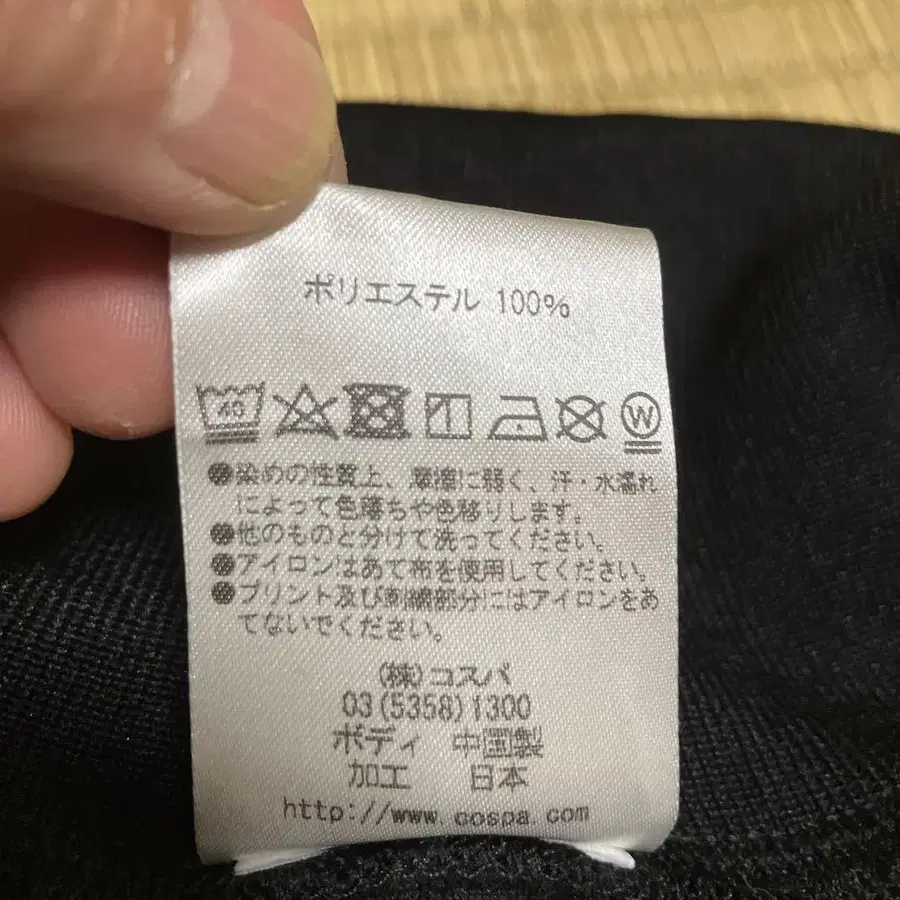 ポリエステル 100%
40
W
●染めの性質上、摩擦に弱く、汗・水濡れ
によって色落ちや色移りします。
●他のものと分けて洗ってください。
●アイロンはあて布を使用してください。
●プリント及び刺繍部分にはアイロンをあ
てないでください。
(株)コスパ
03(5358)1300
ボディ 中国製
加工 日本
http://www.cospa.com